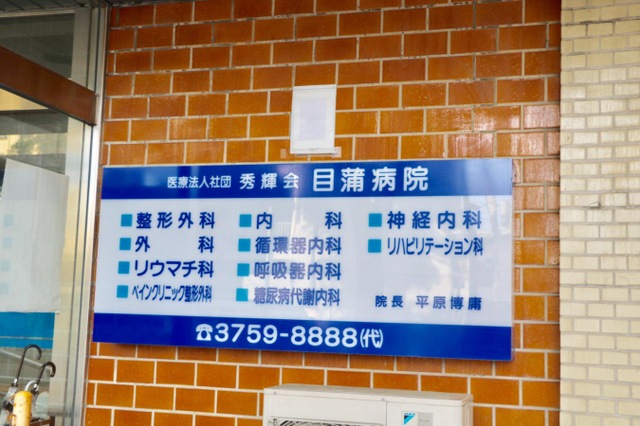 医療法人社団 秀輝会 目蒲病院
整形外科
外科
リウマチ科
ペインクリニック整形外科
内科
循環器内科
呼吸器内科
糖尿病代謝内科
神経内科
リハビリテーション科
院長 平原博庸
☎3759-8888(代)